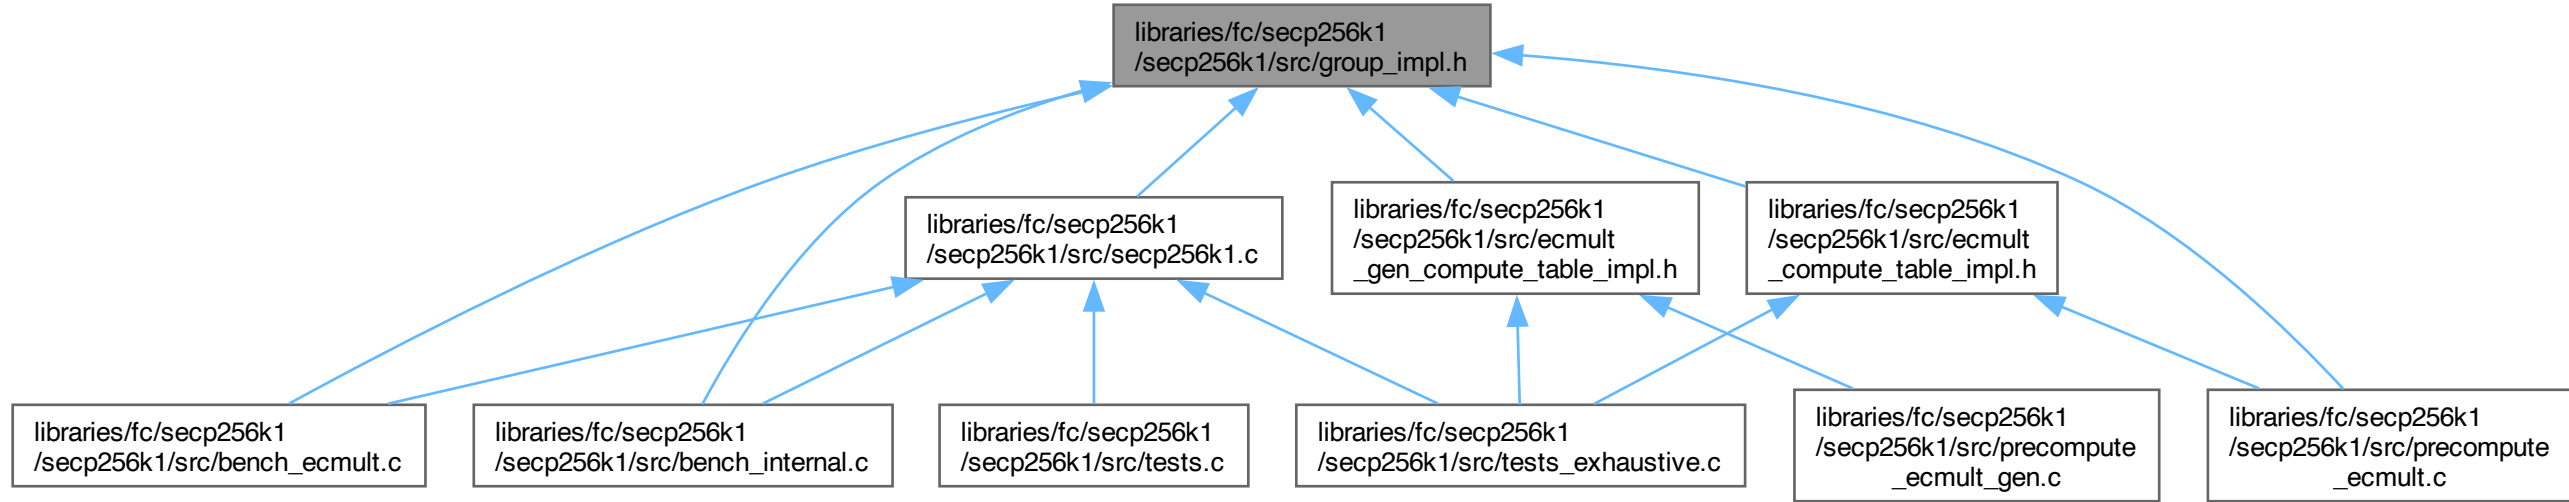 libraries/fc/secp256k1
/secp256k1/src/group_impl.h
libraries/fc/secp256k1
/secp256k1/src/secp256k1.c
libraries/fc/secp256k1
/secp256k1/src/ecmult
_gen_compute_table_impl.h
libraries/fc/secp256k1
/secp256k1/src/ecmult
_compute_table_impl.h
libraries/fc/secp256k1
/secp256k1/src/bench_ecmult.c
libraries/fc/secp256k1
/secp256k1/src/bench_internal.c
libraries/fc/secp256k1
/secp256k1/src/tests.c
libraries/fc/secp256k1
/secp256k1/src/tests_exhaustive.c
libraries/fc/secp256k1
/secp256k1/src/precompute
_ecmult_gen.c
libraries/fc/secp256k1
/secp256k1/src/precompute
_ecmult.c